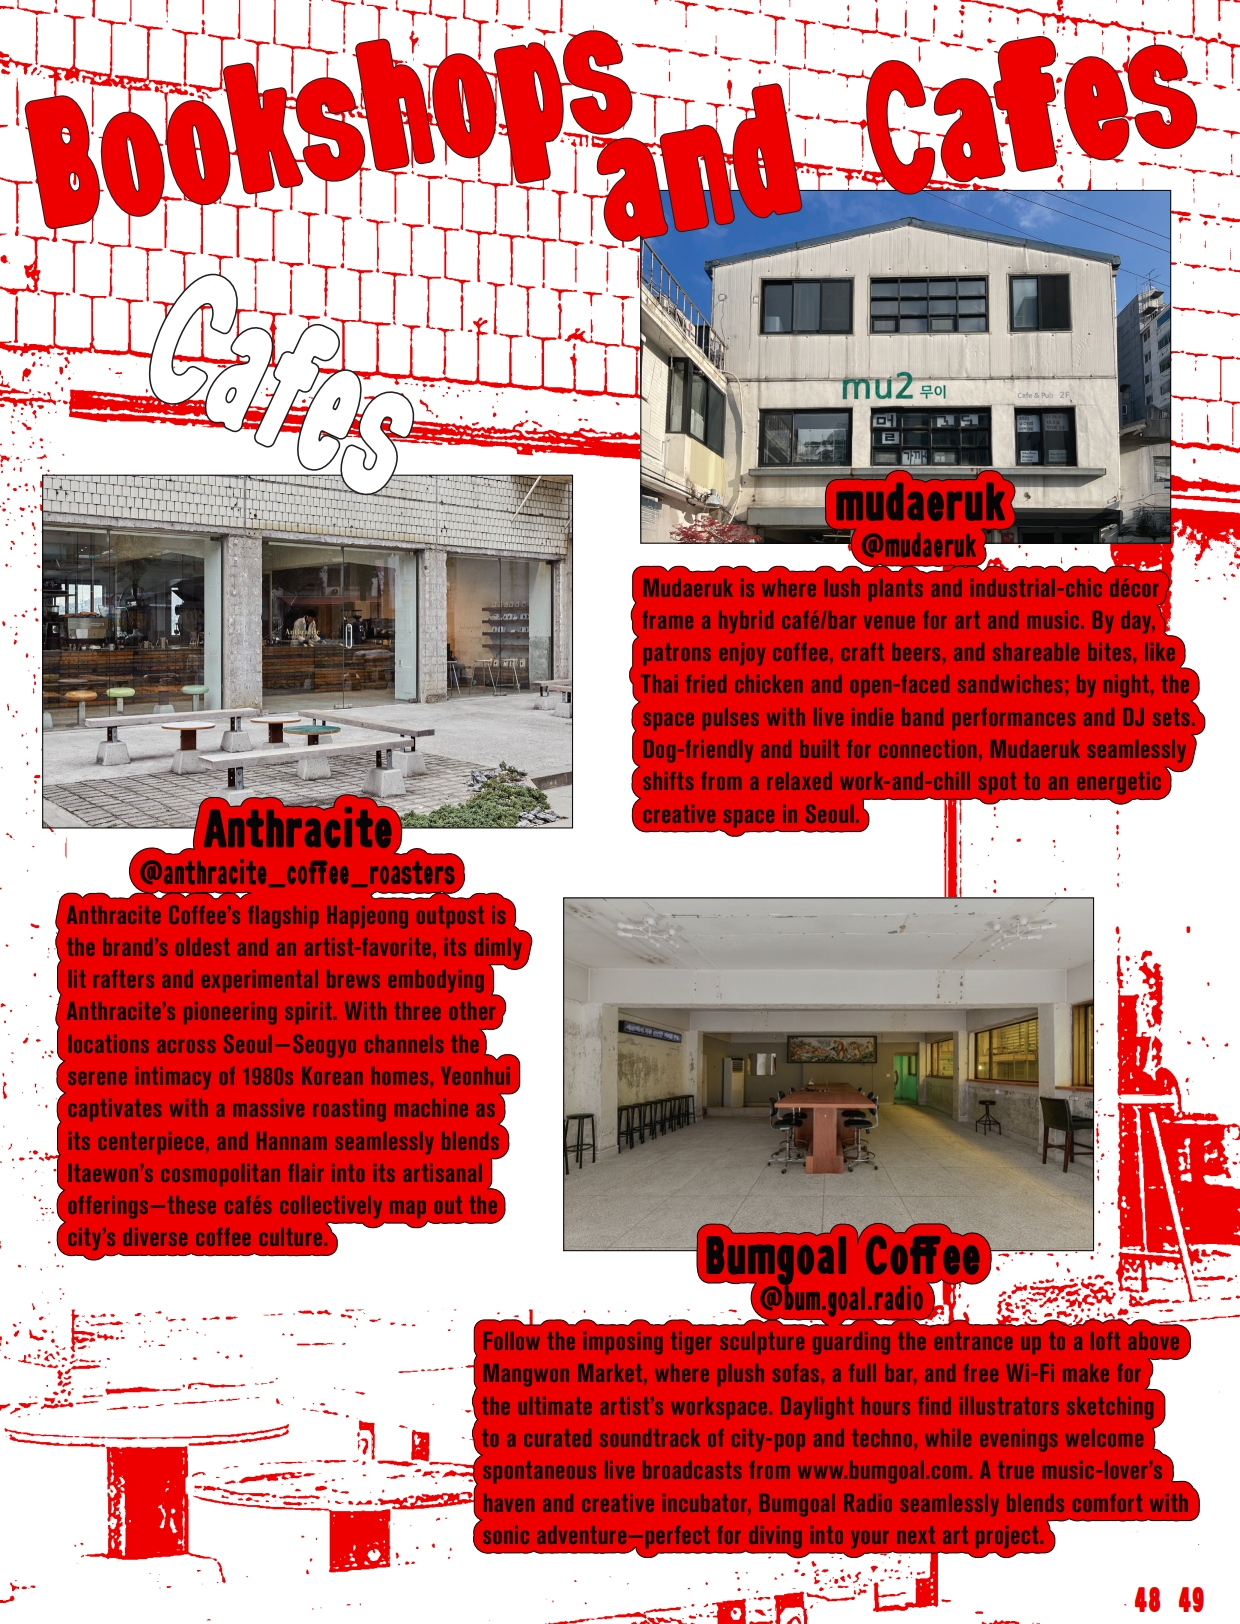 Bookshops
and Cafes
Cafes
mu2 무이
Cafe & Pub 2F
mudaeruk
@mudaeruk
Mudaeruk is where lush plants and industrial-chic décor
frame a hybrid café/bar venue for art and music. By day,
patrons enjoy coffee, craft beers, and shareable bites, like
Thai fried chicken and open-faced sandwiches; by night, the
space pulses with live indie band performances and DJ sets.
Dog-friendly and built for connection, Mudaeruk seamlessly
shifts from a relaxed work-and-chill spot to an energetic
creative space in Seoul.
Anthracite
Anthracite
@anthracite_coffee_roasters
Anthracite Coffee’s flagship Hapjeong outpost is
the brand’s oldest and an artist-favorite, its dimly
lit rafters and experimental brews embodying
Anthracite’s pioneering spirit. With three other
locations across Seoul—Seogyo channels the
serene intimacy of 1980s Korean homes, Yeonhui
captivates with a massive roasting machine as
its centerpiece, and Hannam seamlessly blends
Itaewon’s cosmopolitan flair into its artisanal
offerings—these cafés collectively map out the
city’s diverse coffee culture.
Bumgoal Coffee
@bum.goal.radio
Follow the imposing tiger sculpture guarding the entrance up to a loft above
Mangwon Market, where plush sofas, a full bar, and free Wi-Fi make for
the ultimate artist’s workspace. Daylight hours find illustrators sketching
to a curated soundtrack of city-pop and techno, while evenings welcome
spontaneous live broadcasts from www.bumgoal.com. A true music-lover’s
haven and creative incubator, Bumgoal Radio seamlessly blends comfort with
sonic adventure—perfect for diving into your next art project.
48 49